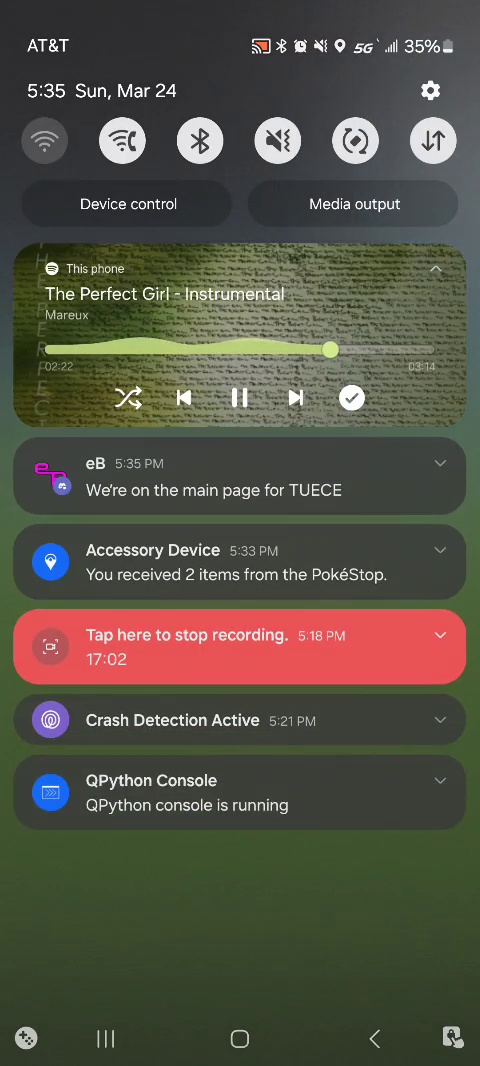 AT&T 5G 35%
5:35 Sun, Mar 24
Device control Media output
This phone
The Perfect Girl - Instrumental
Mareux
02:22 03:14
eB 5:35 PM
We're on the main page for TUECE
Accessory Device 5:33 PM
You received 2 items from the PokéStop.
Tap here to stop recording. 5:18 PM
17:02
Crash Detection Active 5:21 PM
QPython Console
QPython console is running